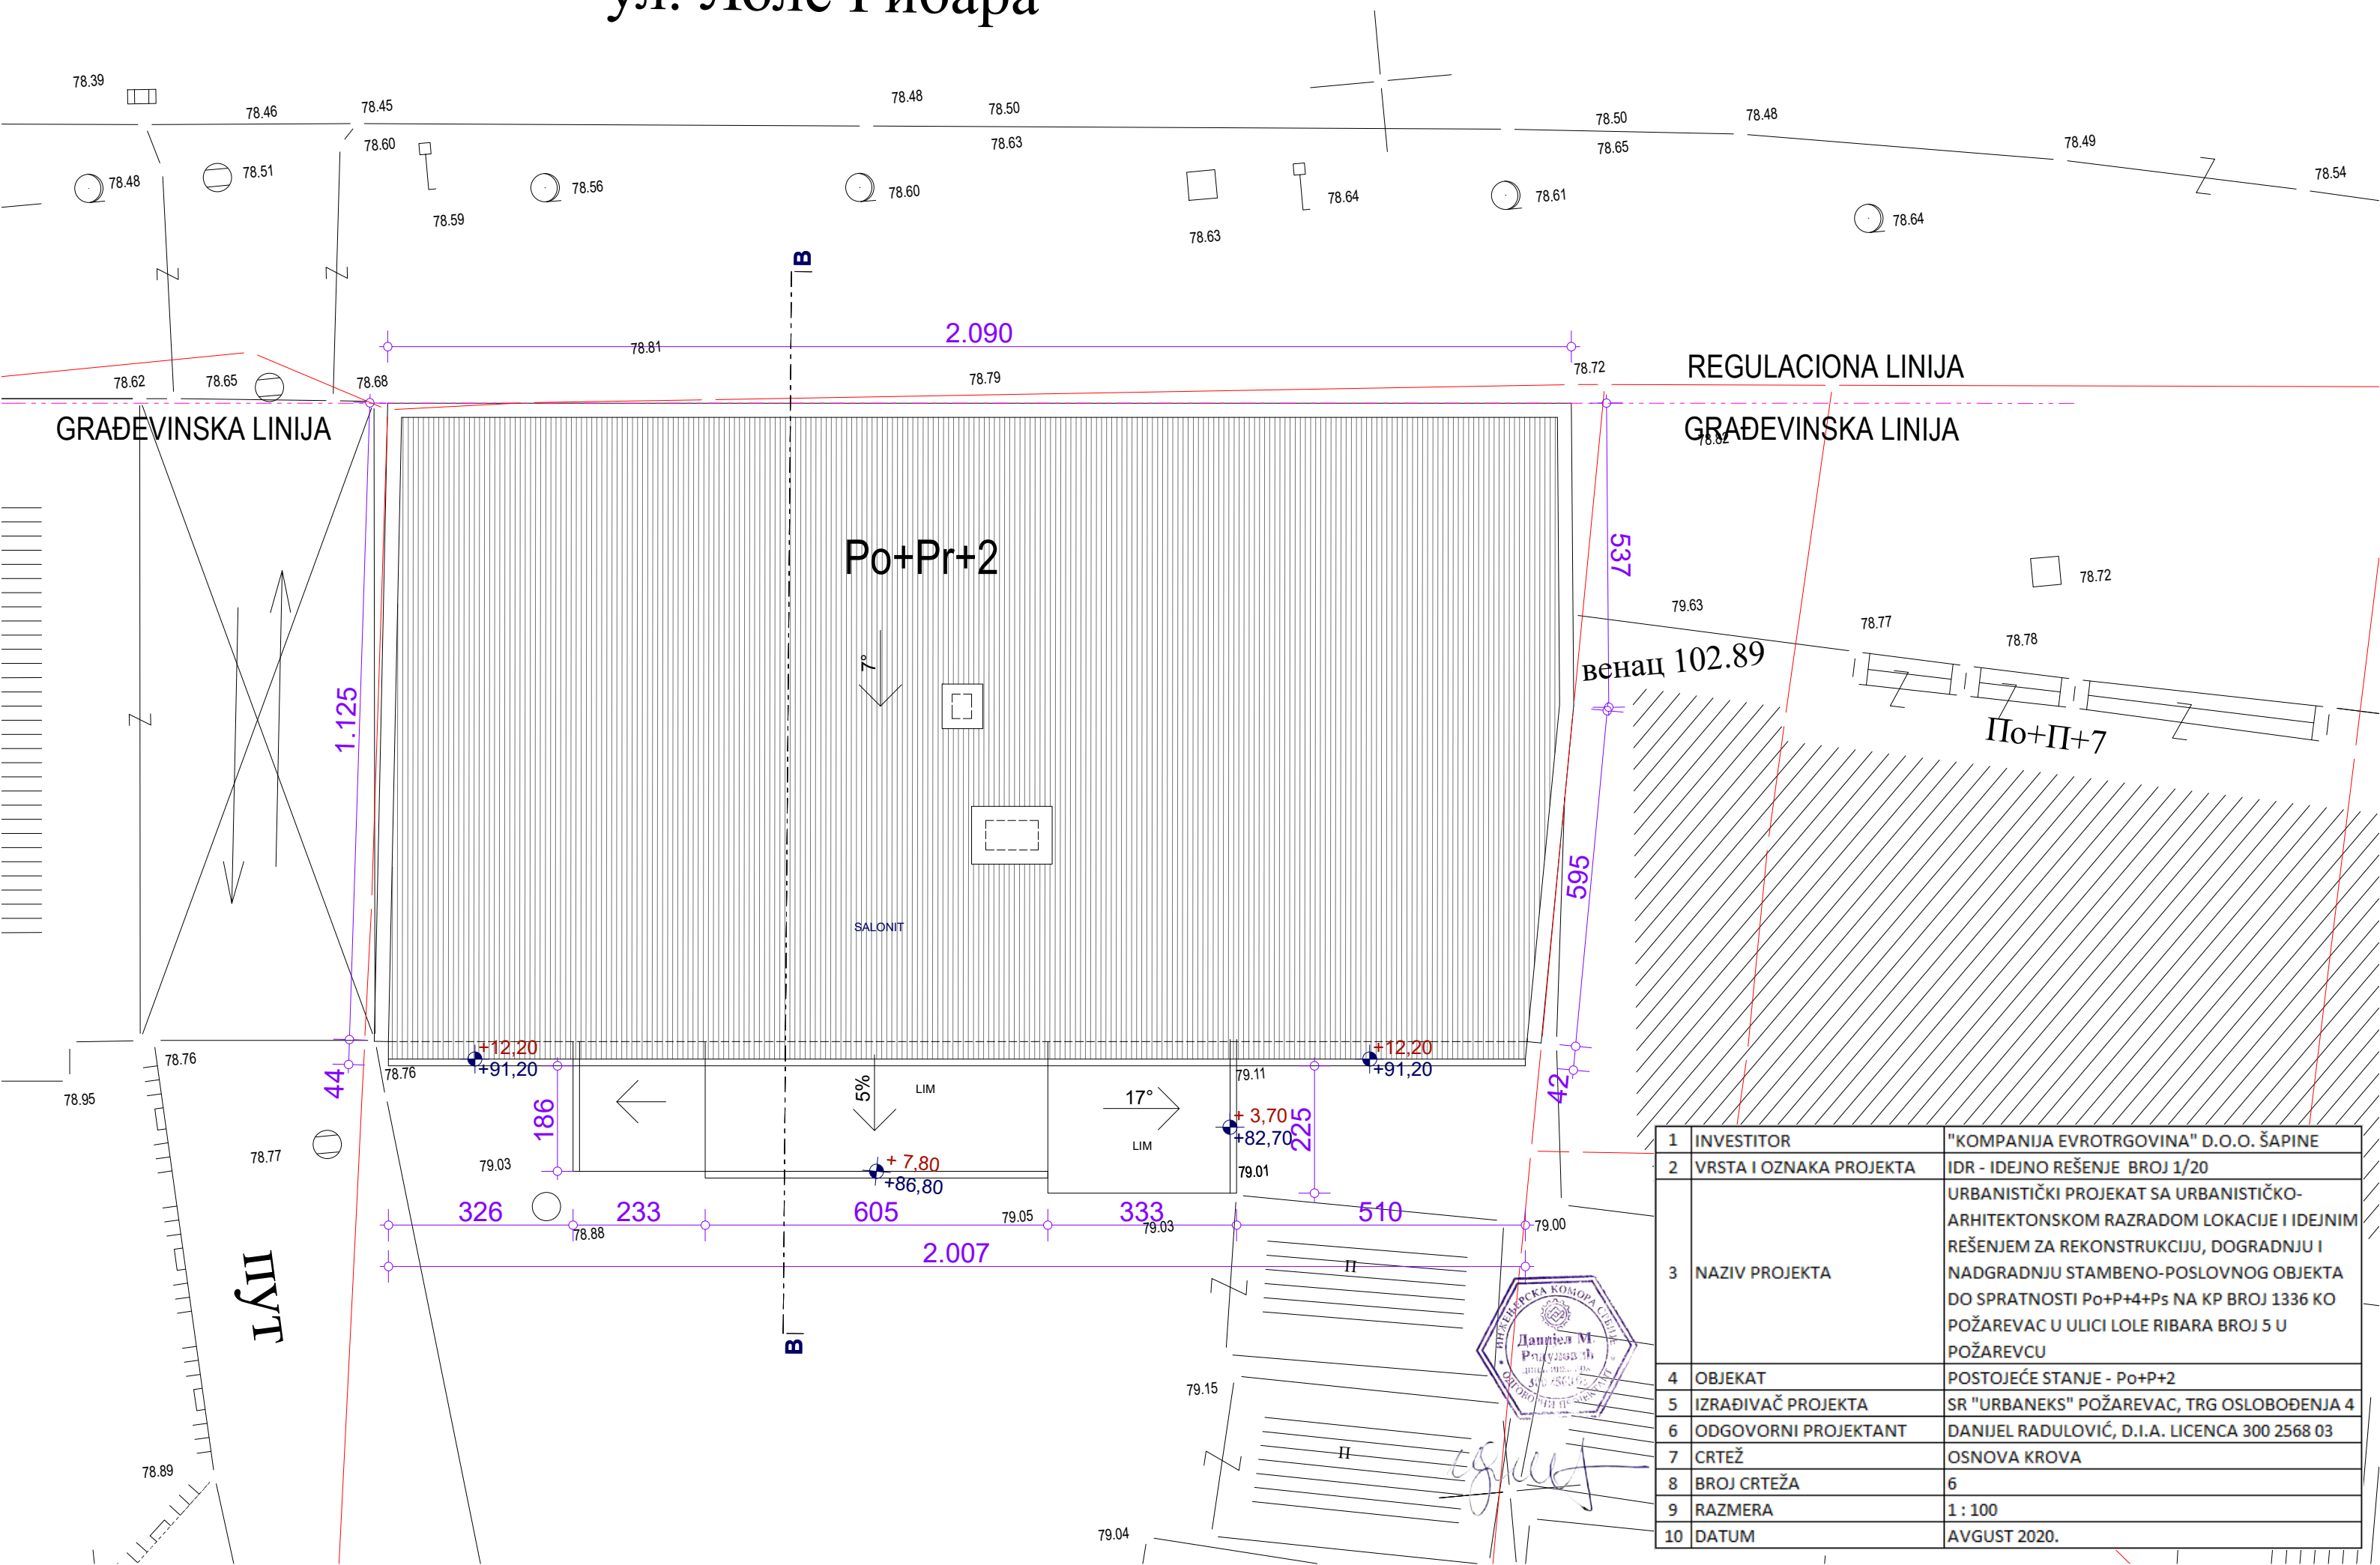 ул. Лоле Рибара
78.39
78.46
78.45
78.48
78.50
78.50
78.48
78.49
78.54
78.60
78.63
78.65
78.48
78.51
78.56
78.60
78.64
78.61
78.64
78.59
78.63
B
2.090
78.81
78.79
78.72
REGULACIONA LINIJA
78.62
78.65
78.68
GRAĐEVINSKA LINIJA
GRAĐEVINSKA LINIJA
78.82
Po+Pr+2
537
78.72
79.63
78.77
78.78
7°
венац 102.89
1.125
По+П+7
595
SALONIT
+12,20
+91,20
+12,20
+91,20
78.76
78.76
78.95
44
42
5%
LIM
79.11
17°
LIM
186
225
+ 3,70
+82,70
78.77
79.03
+ 7,80
+86,80
79.01
326
233
605
333
510
78.88
79.05
79.03
79.00
2.007
B
пут
П
П
79.15
78.89
79.04
ИНЖЕЊЕРСКА КОМОРА СРБИЈЕ
Данијел М.
Радуловић
ОДГОВОРНИ ПРОЈЕКТАНТ
1 INVESTITOR "KOMPANIJA EVROTRGOVINA" D.O.O. ŠAPINE
2 VRSTA I OZNAKA PROJEKTA IDR - IDEJNO REŠENJE BROJ 1/20
3 NAZIV PROJEKTA URBANISTIČKI PROJEKAT SA URBANISTIČKO-
ARHITEKTONSKOM RAZRADOM LOKACIJE I IDEJNIM
REŠENJEM ZA REKONSTRUKCIJU, DOGRADNJU I
NADGRADNJU STAMBENO-POSLOVNOG OBJEKTA
DO SPRATNOSTI Po+P+4+Ps NA KP BROJ 1336 KO
POŽAREVAC U ULICI LOLE RIBARA BROJ 5 U
POŽAREVCU
4 OBJEKAT POSTOJEĆE STANJE - Po+P+2
5 IZRAĐIVAČ PROJEKTA SR "URBANEKS" POŽAREVAC, TRG OSLOBOĐENJA 4
6 ODGOVORNI PROJEKTANT DANIJEL RADULOVIĆ, D.I.A. LICENCA 300 2568 03
7 CRTEŽ OSNOVA KROVA
8 BROJ CRTEŽA 6
9 RAZMERA 1 : 100
10 DATUM AVGUST 2020.